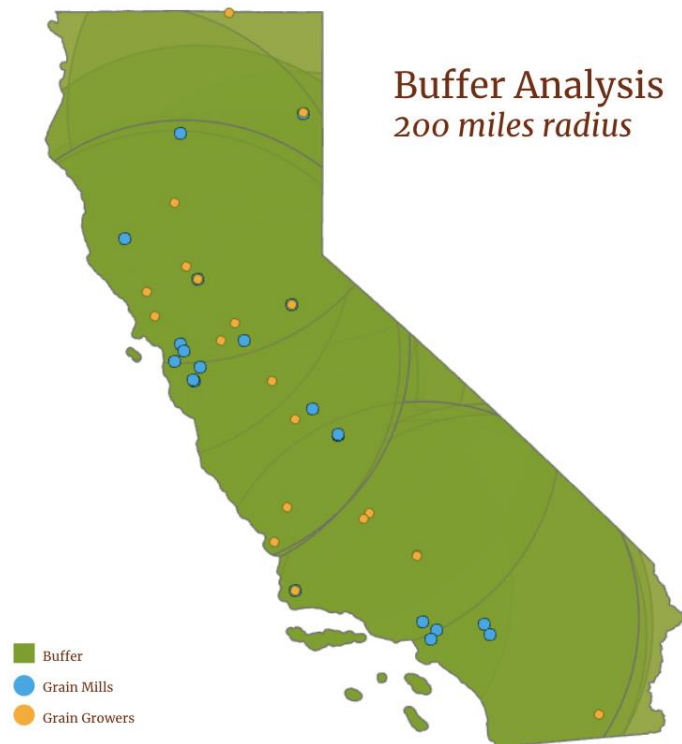 Buffer Analysis
200 miles radius
Buffer
Grain Mills
Grain Growers